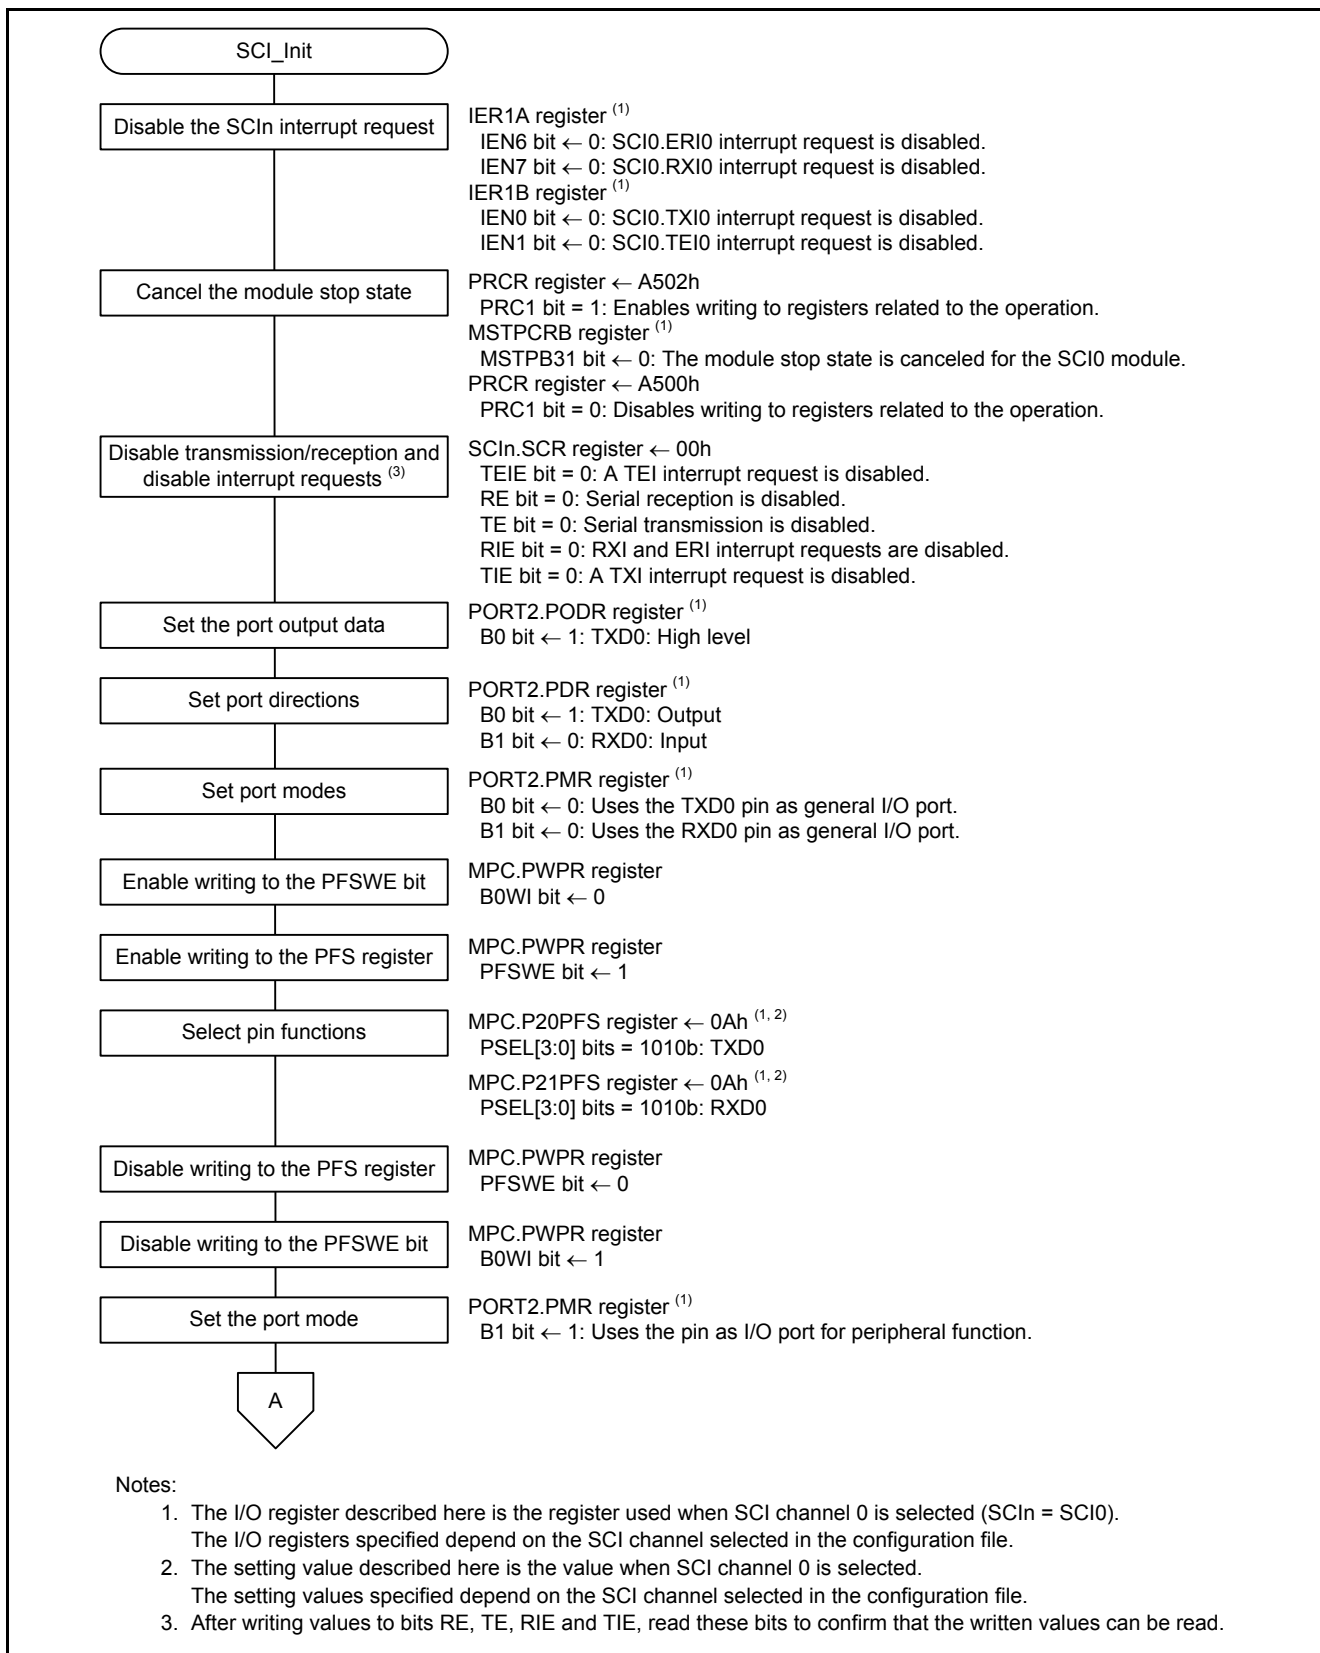 SCI_Init
Disable the SCIn interrupt request
IER1A register (1)
IEN6 bit ← 0: SCI0.ERI0 interrupt request is disabled.
IEN7 bit ← 0: SCI0.RXI0 interrupt request is disabled.
IER1B register (1)
IEN0 bit ← 0: SCI0.TXI0 interrupt request is disabled.
IEN1 bit ← 0: SCI0.TEI0 interrupt request is disabled.
Cancel the module stop state
PRCR register ← A502h
PRC1 bit = 1: Enables writing to registers related to the operation.
MSTPCRB register (1)
MSTPB31 bit ← 0: The module stop state is canceled for the SCI0 module.
PRCR register ← A500h
PRC1 bit = 0: Disables writing to registers related to the operation.
Disable transmission/reception and
disable interrupt requests (3)
SCIn.SCR register ← 00h
TEIE bit = 0: A TEI interrupt request is disabled.
RE bit = 0: Serial reception is disabled.
TE bit = 0: Serial transmission is disabled.
RIE bit = 0: RXI and ERI interrupt requests are disabled.
TIE bit = 0: A TXI interrupt request is disabled.
Set the port output data
PORT2.PODR register (1)
B0 bit ← 1: TXD0: High level
Set port directions
PORT2.PDR register (1)
B0 bit ← 1: TXD0: Output
B1 bit ← 0: RXD0: Input
Set port modes
PORT2.PMR register (1)
B0 bit ← 0: Uses the TXD0 pin as general I/O port.
B1 bit ← 0: Uses the RXD0 pin as general I/O port.
Enable writing to the PFSWE bit
MPC.PWPR register
B0WI bit ← 0
Enable writing to the PFS register
MPC.PWPR register
PFSWE bit ← 1
Select pin functions
MPC.P20PFS register ← 0Ah (1, 2)
PSEL[3:0] bits = 1010b: TXD0
MPC.P21PFS register ← 0Ah (1, 2)
PSEL[3:0] bits = 1010b: RXD0
Disable writing to the PFS register
MPC.PWPR register
PFSWE bit ← 0
Disable writing to the PFSWE bit
MPC.PWPR register
B0WI bit ← 1
Set the port mode
PORT2.PMR register (1)
B1 bit ← 1: Uses the pin as I/O port for peripheral function.
A
Notes:
1. The I/O register described here is the register used when SCI channel 0 is selected (SCIn = SCI0).
The I/O registers specified depend on the SCI channel selected in the configuration file.
2. The setting value described here is the value when SCI channel 0 is selected.
The setting values specified depend on the SCI channel selected in the configuration file.
3. After writing values to bits RE, TE, RIE and TIE, read these bits to confirm that the written values can be read.